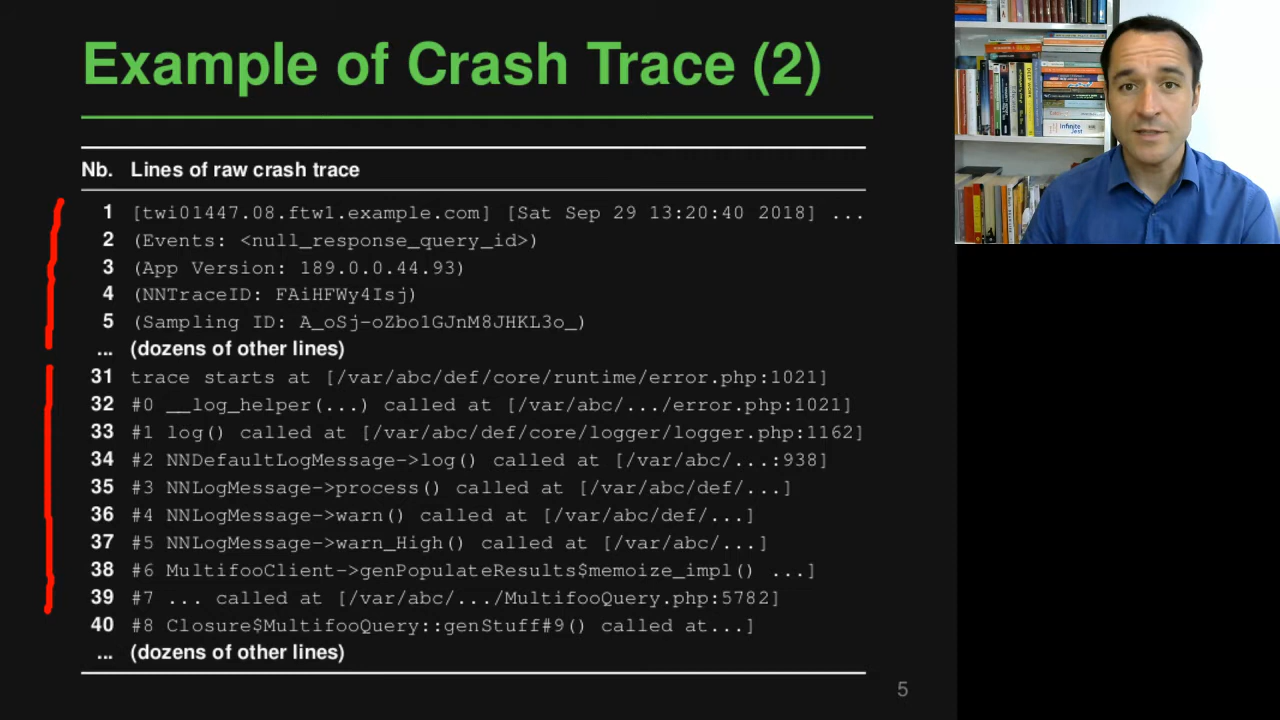 Example of Crash Trace (2)
Nb. Lines of raw crash trace
1 [twi01447.08.ftw1.example.com] [Sat Sep 29 13:20:40 2018] ...
2 (Events: <null_response_query_id>)
3 (App Version: 189.0.0.44.93)
4 (NNTraceID: FAiHFWy4Isj)
5 (Sampling ID: A_oSj-oZbo1GJnM8JHKL3o_)
... (dozens of other lines)
31 trace starts at [/var/abc/def/core/runtime/error.php:1021]
32 #0 __log_helper(...) called at [/var/abc/.../error.php:1021]
33 #1 log() called at [/var/abc/def/core/logger/logger.php:1162]
34 #2 NNDefaultLogMessage->log() called at [/var/abc/...:938]
35 #3 NNLogMessage->process() called at [/var/abc/def/...]
36 #4 NNLogMessage->warn() called at [/var/abc/def/...]
37 #5 NNLogMessage->warn_High() called at [/var/abc/...]
38 #6 MultifooClient->genPopulateResults$memoize_impl() ...]
39 #7 ... called at [/var/abc/.../MultifooQuery.php:5782]
40 #8 Closure$MultifooQuery::genStuff#9() called at...]
... (dozens of other lines)
5
Infinite Jest